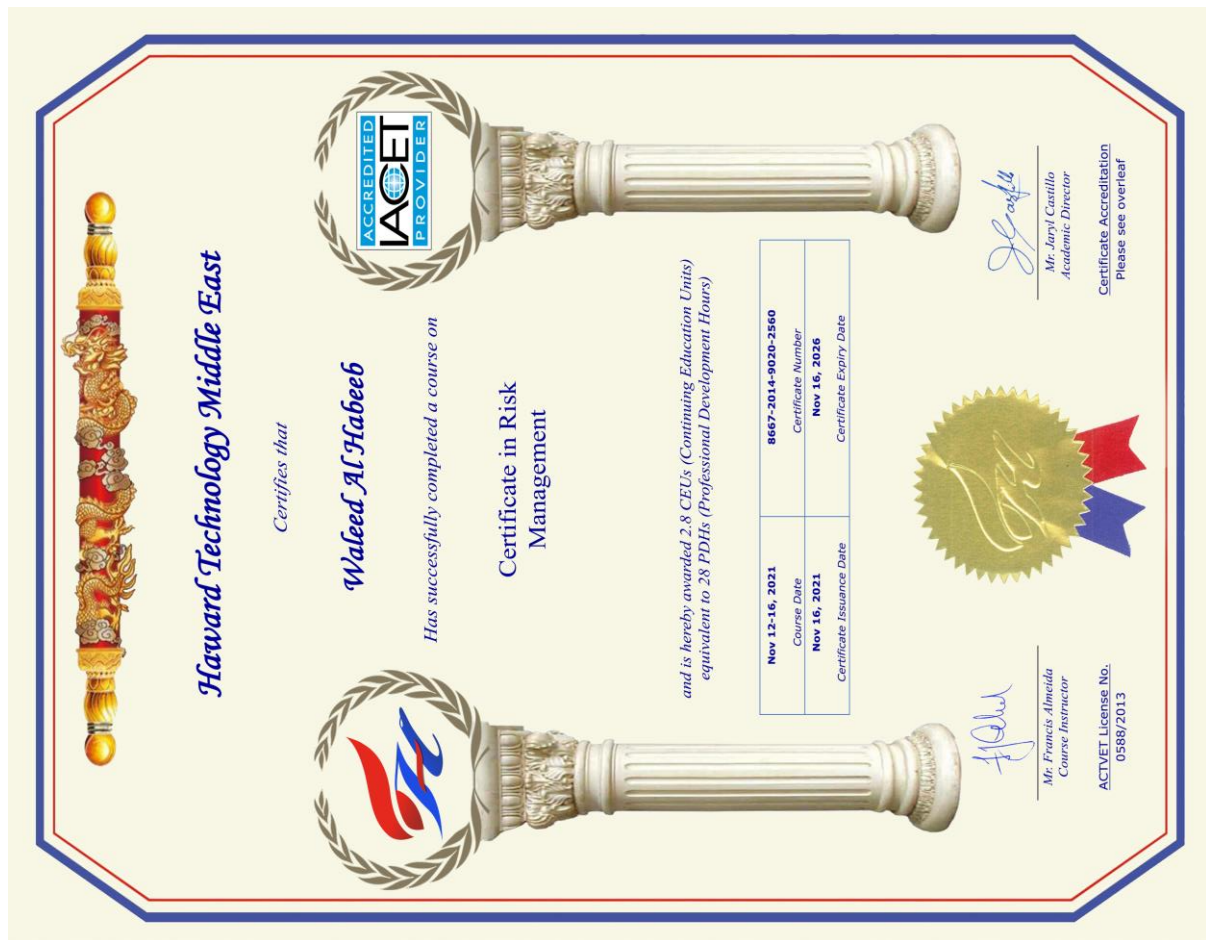 Haward Technology Middle East
Certifies that
ACCREDITED
IACET
PROVIDER
Waleed Al Habeeb
Has successfully completed a course on
Certificate in Risk
Management
and is hereby awarded 2.8 CEUs (Continuing Education Units)
equivalent to 28 PDHs (Professional Development Hours)
Nov 12-16, 2021
8667-2014-9020-2560
Course Date
Certificate Number
Nov 16, 2021
Nov 16, 2026
Certificate Issuance Date
Certificate Expiry Date
Mr. Francis Almeida
Course Instructor
Mr. Jaryl Castillo
Academic Director
ACTVET License No.
0588/2013
Certificate Accreditation
Please see overleaf